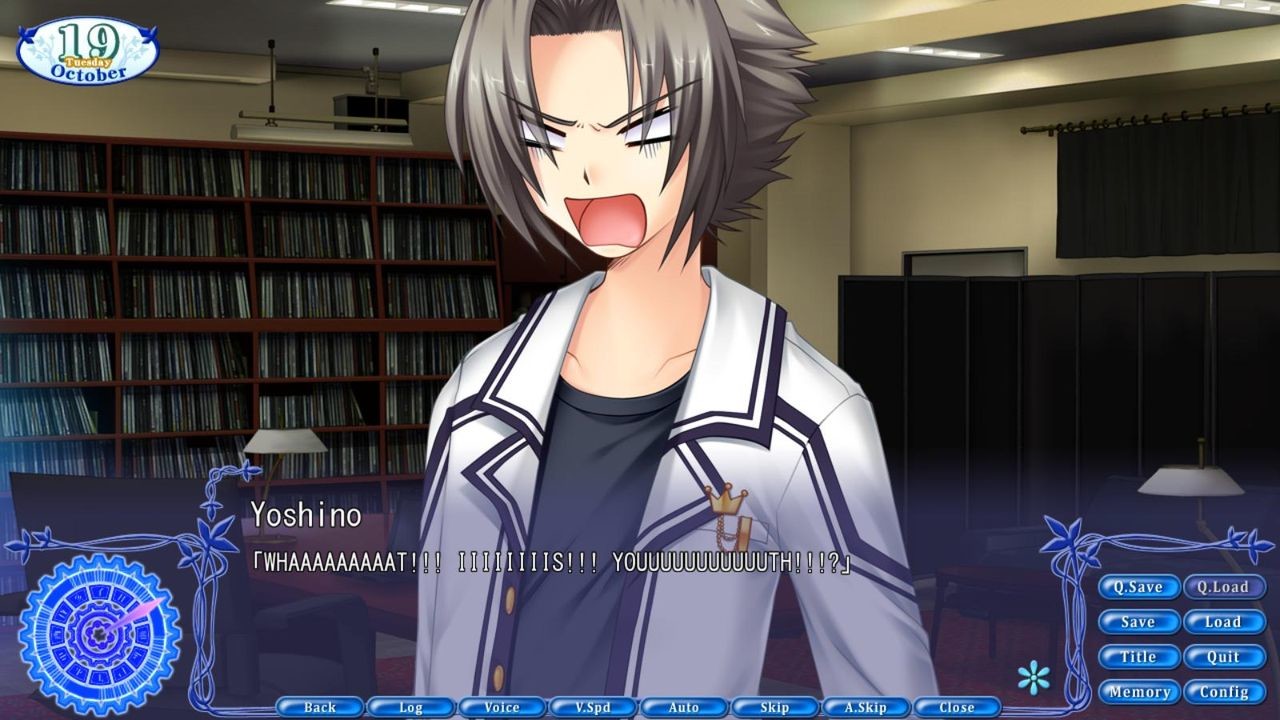 19
Tuesday
October
Yoshino
「WHAAAAAAAAAT!!! IIIIIIIIS!!! YOUUUUUUUUUUUUTH!!!?」
Q.Save
Q.Load
Save
Load
Title
Quit
Memory
Config
Back
Log
Voice
V.Spd
Auto
Skip
A.Skip
Close